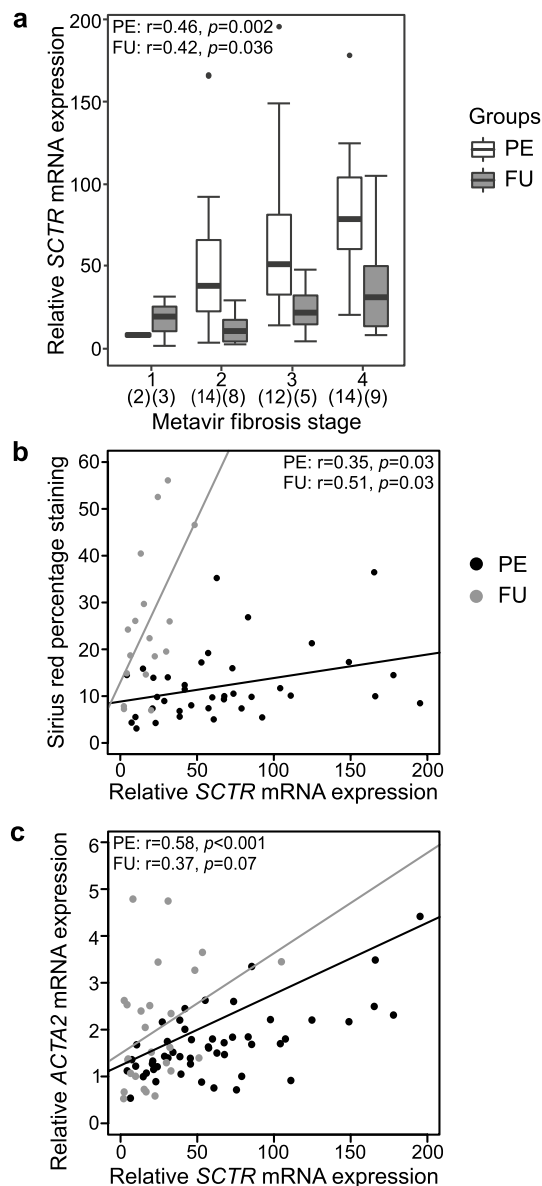 a
PE: r=0.46, p=0.002
FU: r=0.42, p=0.036
Relative SCTR mRNA expression
200
150
100
50
0
1 2 3 4
(2)(3) (14)(8) (12)(5) (14)(9)
Metavir fibrosis stage
Groups
PE
FU
b
PE: r=0.35, p=0.03
FU: r=0.51, p=0.03
Sirius red percentage staining
60
50
40
30
20
10
0
0 50 100 150 200
Relative SCTR mRNA expression
PE
FU
c
PE: r=0.58, p<0.001
FU: r=0.37, p=0.07
Relative ACTA2 mRNA expression
6
5
4
3
2
1
0
0 50 100 150 200
Relative SCTR mRNA expression